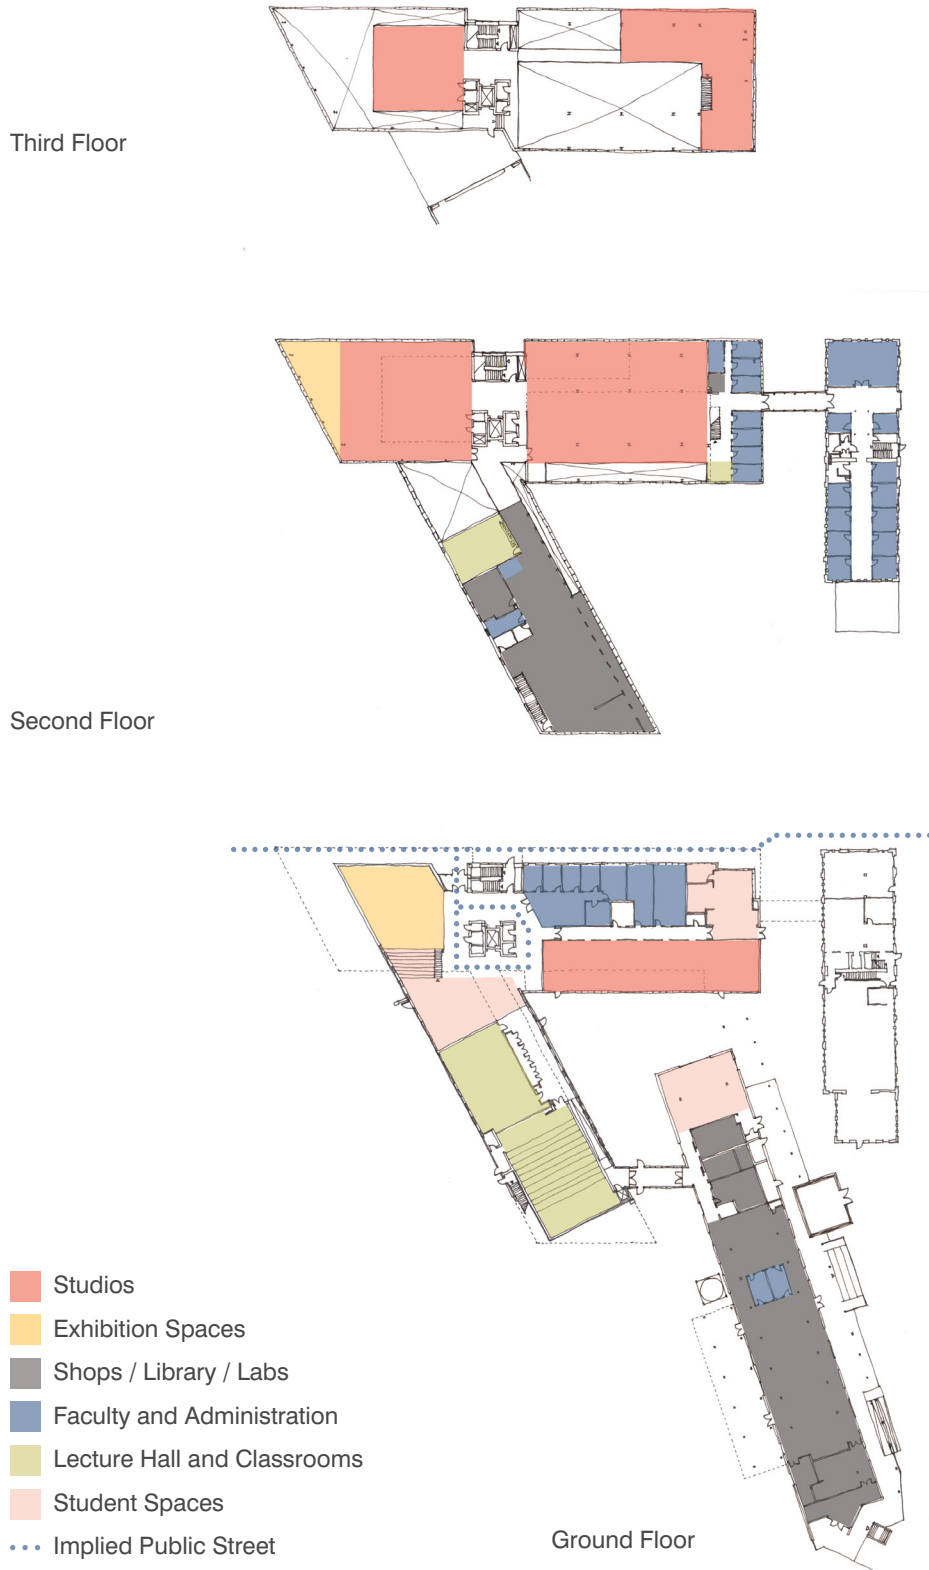 Third Floor
Second Floor
Studios
Exhibition Spaces
Shops / Library / Labs
Faculty and Administration
Lecture Hall and Classrooms
Student Spaces
Implied Public Street
Ground Floor